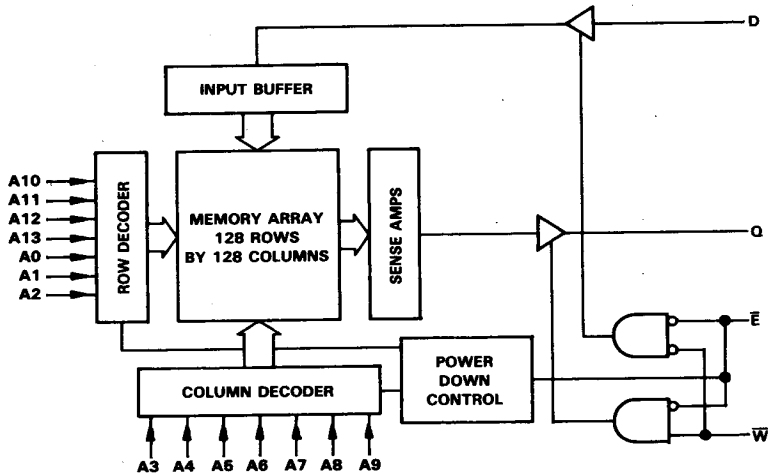 D
INPUT BUFFER
A10
A11
A12
A13
A0
A1
A2
ROW DECODER
MEMORY ARRAY
128 ROWS
BY 128 COLUMNS
SENSE AMPS
Q
E̅
POWER
DOWN
CONTROL
COLUMN DECODER
W̅
A3 A4 A5 A6 A7 A8 A9